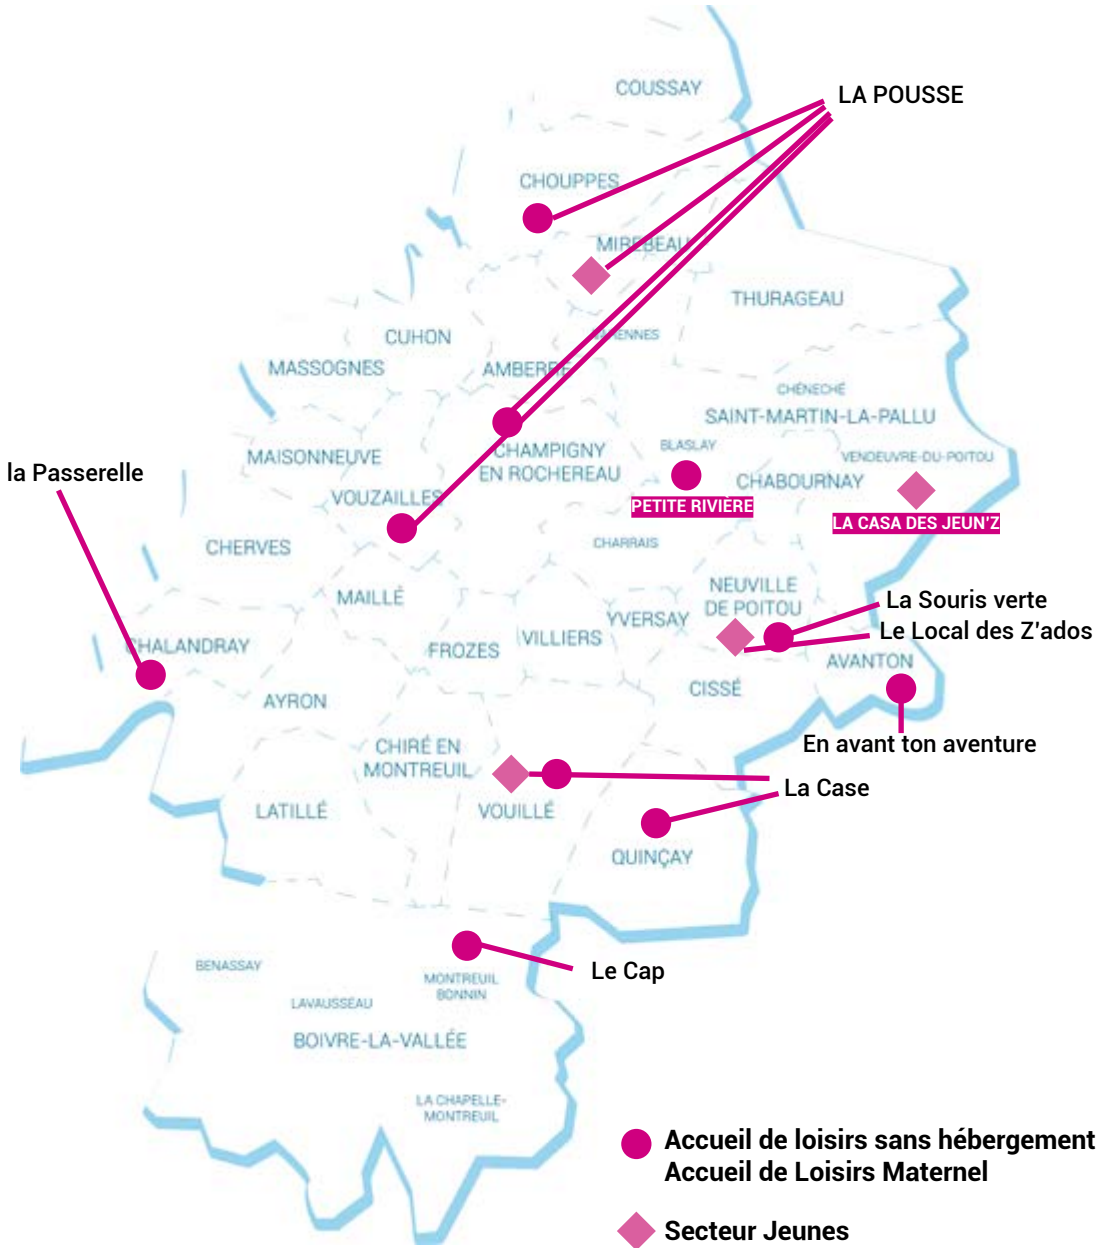 COUSSAY
LA POUSSE
CHOUPPES
MIREBEAU
THURAGEAU
CUHON
MASSOGNES
AMBERRE
CHÉNECHÉ
SAINT-MARTIN-LA-PALLU
BLASLAY
VENDEUVRE-DU-POITOU
MAISONNEUVE
CHAMPIGNY
EN ROCHEREAU
la Passerelle
CHABOURNAY
VOUZAILLES
PETITE RIVIÈRE
LA CASA DES JEUN'Z
CHERVES
CHARRAIS
NEUVILLE
DE POITOU
MAILLÉ
La Souris verte
YVERSAY
Le Local des Z'ados
CHALANDRAY
FROZES
VILLIERS
AVANTON
CISSÉ
AYRON
En avant ton aventure
CHIRÉ EN
MONTREUIL
La Case
LATILLÉ
VOUILLÉ
QUINÇAY
BENASSAY
Le Cap
MONTREUIL
BONNIN
LAVAUSSEAU
BOIVRE-LA-VALLÉE
LA CHAPELLE-
MONTREUIL
Accueil de loisirs sans hébergement
Accueil de Loisirs Maternel
Secteur Jeunes